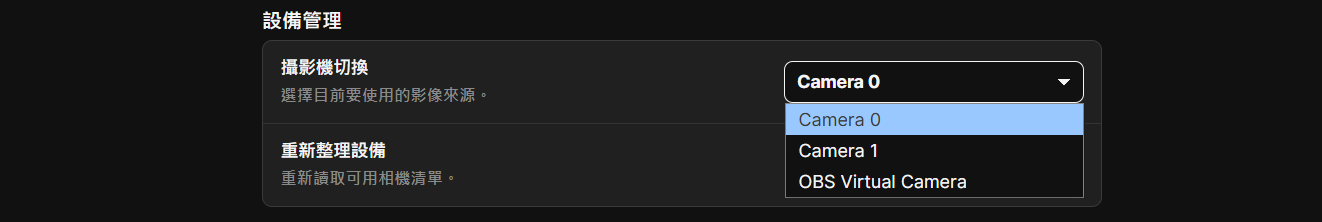 設備管理
攝影機切換
選擇目前要使用的影像來源。
Camera 0
Camera 0
Camera 1
OBS Virtual Camera
重新整理設備
重新讀取可用相機清單。